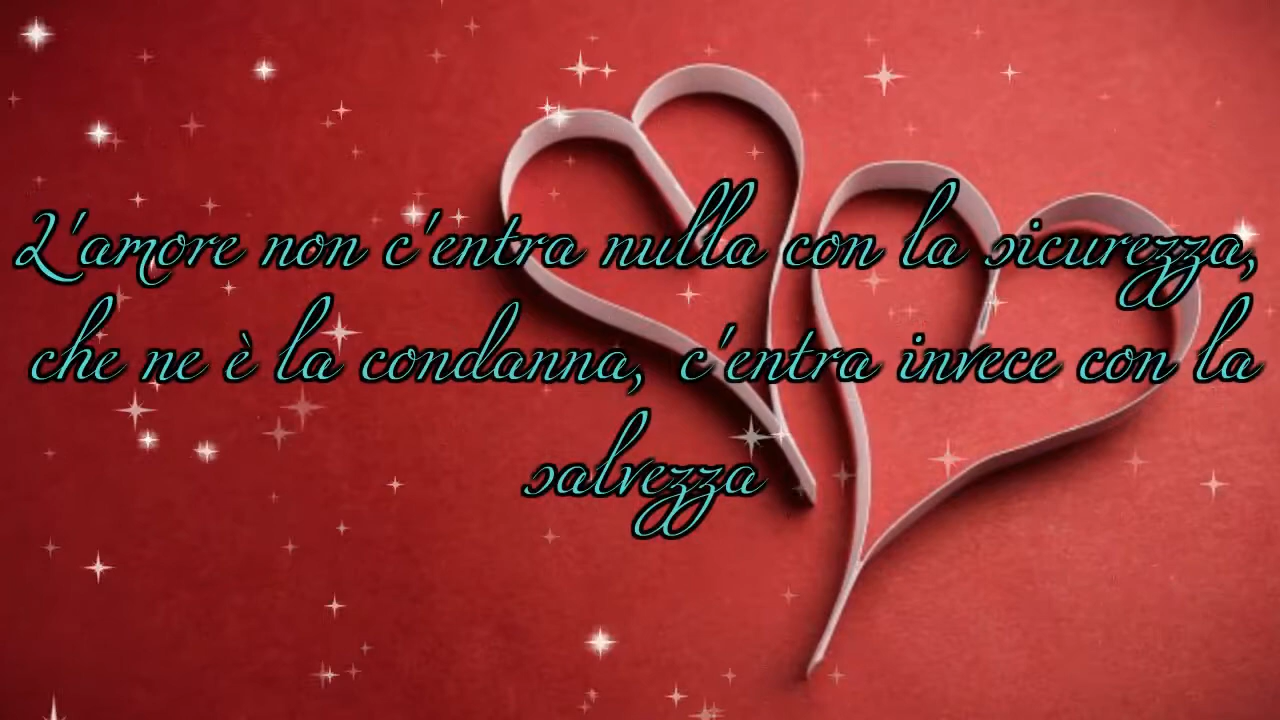 L'amore non c'entra nulla con la sicurezza,
che ne è la condanna, c'entra invece con la
salvezza